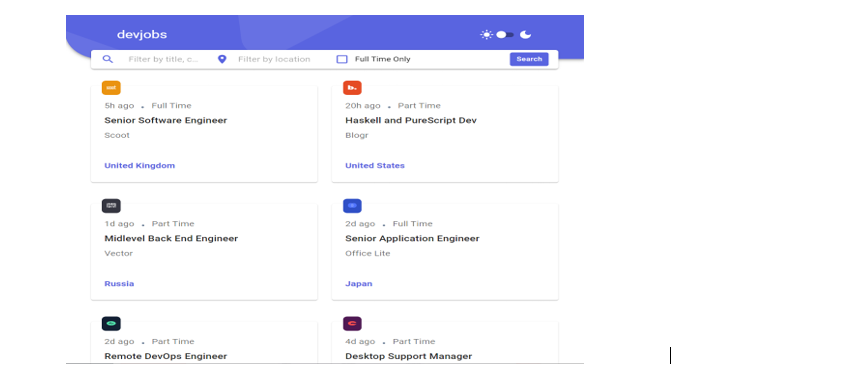 devjobs
Filter by title, c... Filter by location Full Time Only Search
5h ago . Full Time
Senior Software Engineer
Scoot
United Kingdom
20h ago . Part Time
Haskell and PureScript Dev
Blogr
United States
1d ago . Part Time
Midlevel Back End Engineer
Vector
Russia
2d ago . Full Time
Senior Application Engineer
Office Lite
Japan
2d ago . Part Time
Remote DevOps Engineer
4d ago . Part Time
Desktop Support Manager